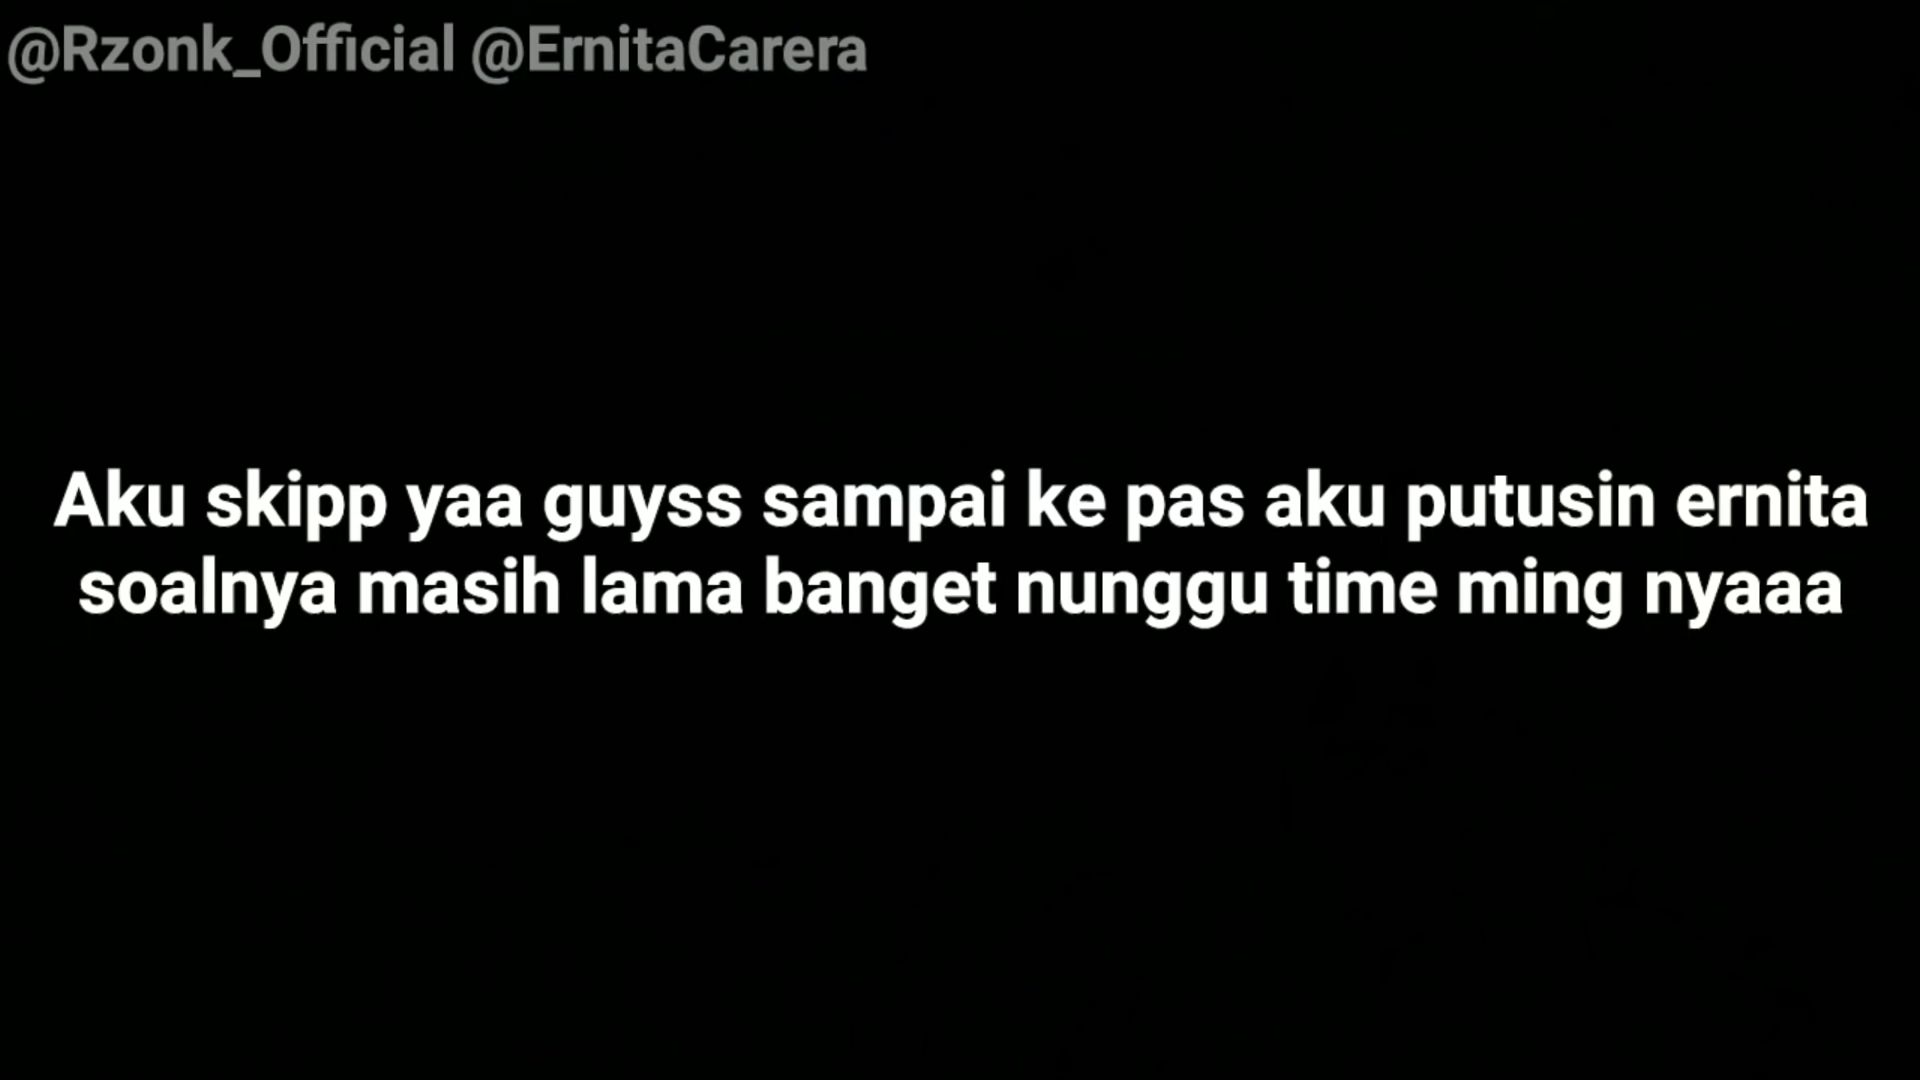 @Rzonk_Official @ErnitaCarera
Aku skipp yaa guyss sampai ke pas aku putusin ernita
soalnya masih lama banget nunggu time ming nyaaa